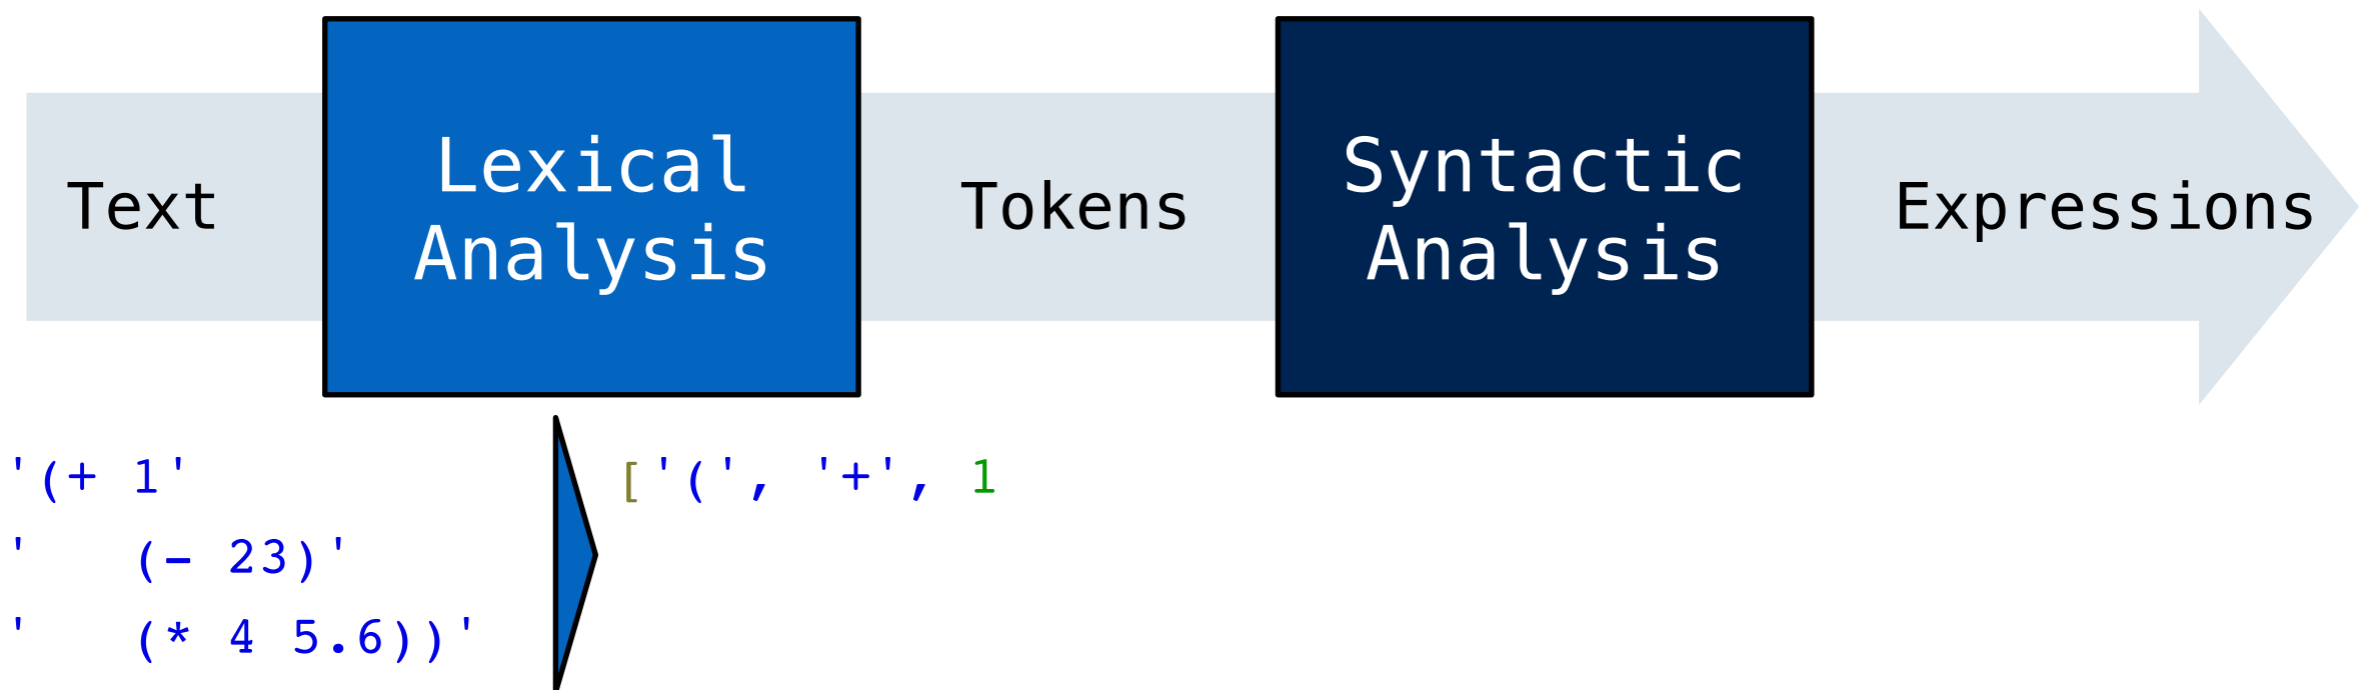 Text
Lexical
Analysis
Tokens
Syntactic
Analysis
Expressions
'(+ 1'
'   (- 23)'
'   (* 4 5.6))'
['(', '+', 1